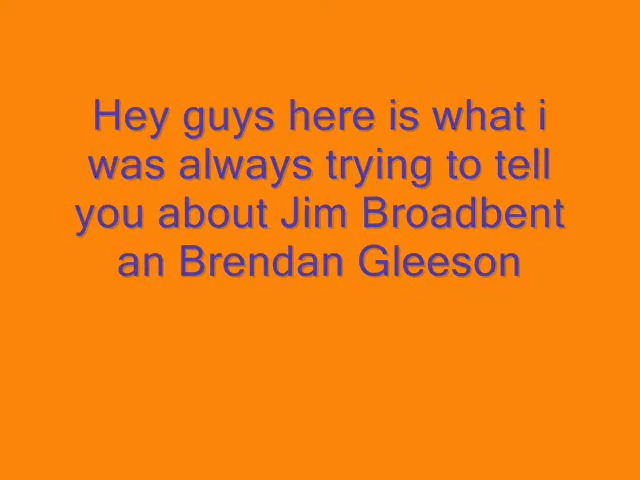 Hey guys here is what i
was always trying to tell
you about Jim Broadbent
an Brendan Gleeson